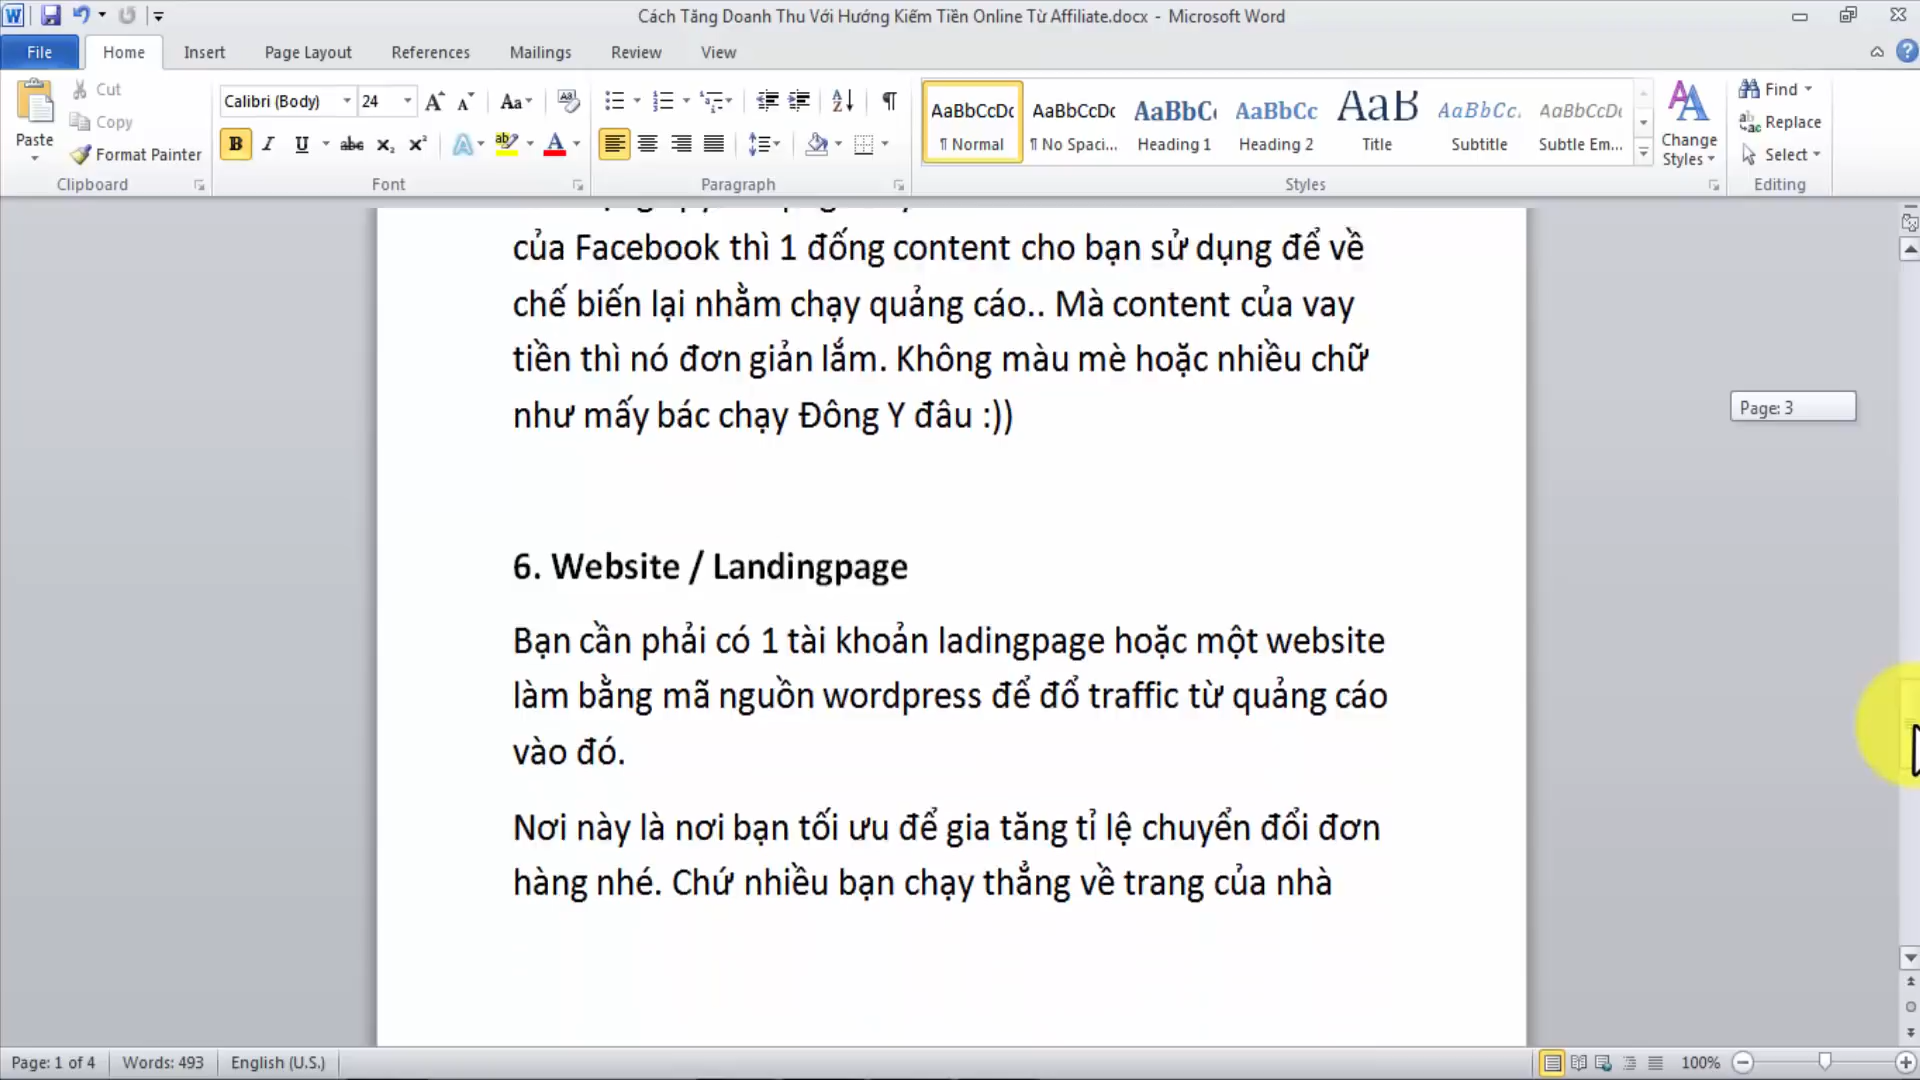 Cách Tăng Doanh Thu Với Hướng Kiếm Tiền Online Từ Affiliate.docx - Microsoft Word
File Home Insert Page Layout References Mailings Review View
Paste
Cut
Copy
Format Painter
Clipboard
Calibri (Body) 24
Font
Paragraph
AaBbCcDc AaBbCcDc AaBbC AaBbCc AaB AaBbCc. AaBbCcDc
¶ Normal ¶ No Spaci... Heading 1 Heading 2 Title Subtitle Subtle Em...
Styles
Change
Styles
Find
Replace
Select
Editing
của Facebook thì 1 đống content cho bạn sử dụng để về
chế biến lại nhằm chạy quảng cáo.. Mà content của vay
tiền thì nó đơn giản lắm. Không màu mè hoặc nhiều chữ
như mấy bác chạy Đông Y đâu :))
Page: 3
6. Website / Landingpage
Bạn cần phải có 1 tài khoản ladingpage hoặc một website
làm bằng mã nguồn wordpress để đổ traffic từ quảng cáo
vào đó.
Nơi này là nơi bạn tối ưu để gia tăng tỉ lệ chuyển đổi đơn
hàng nhé. Chứ nhiều bạn chạy thẳng về trang của nhà
Page: 1 of 4 Words: 493 English (U.S.) 100%